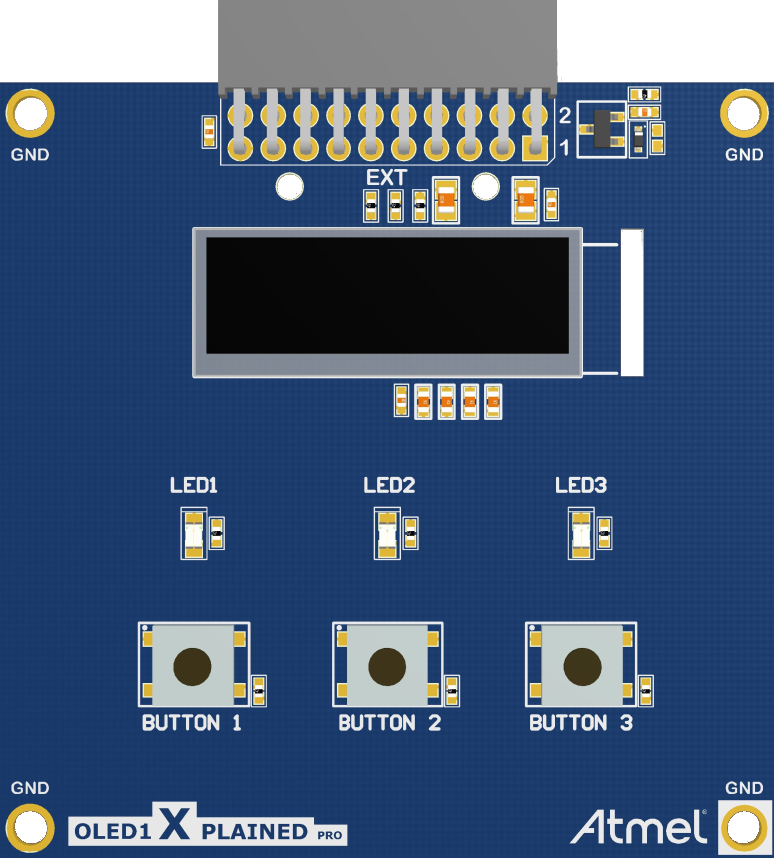 2
GND
1
GND
EXT
LED1 LED2 LED3
BUTTON 1 BUTTON 2 BUTTON 3
GND GND
OLED1 XPLAINED PRO
Atmel®